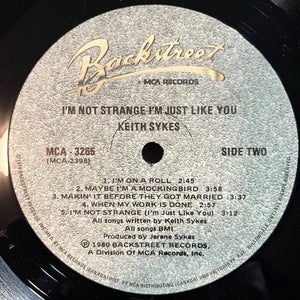 Backstreet
MCA RECORDS
I'M NOT STRANGE I'M JUST LIKE YOU
KEITH SYKES
MCA - 3265
(MCA-2398)
SIDE TWO
1. I'M ON A ROLL 2:45
2. MAYBE I'M A MOCKINGBIRD 3:58
3. MAKIN' IT BEFORE THEY GOT MARRIED 3:39
4. WHEN MY WORK IS DONE 2:57
5. I'M NOT STRANGE (I'm Just Like You) 3:12
All songs written by Keith Sykes
All songs BMI
Produced by Jerene Sykes
℗ 1980 BACKSTREET RECORDS,
A Division Of MCA Records, Inc.